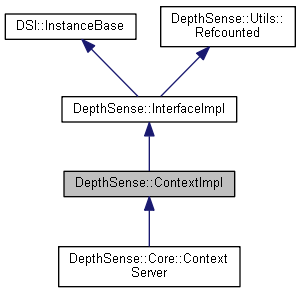 DSI::InstanceBase
DepthSense::Utils::
Refcounted
DepthSense::InterfaceImpl
DepthSense::ContextImpl
DepthSense::Core::Context
Server